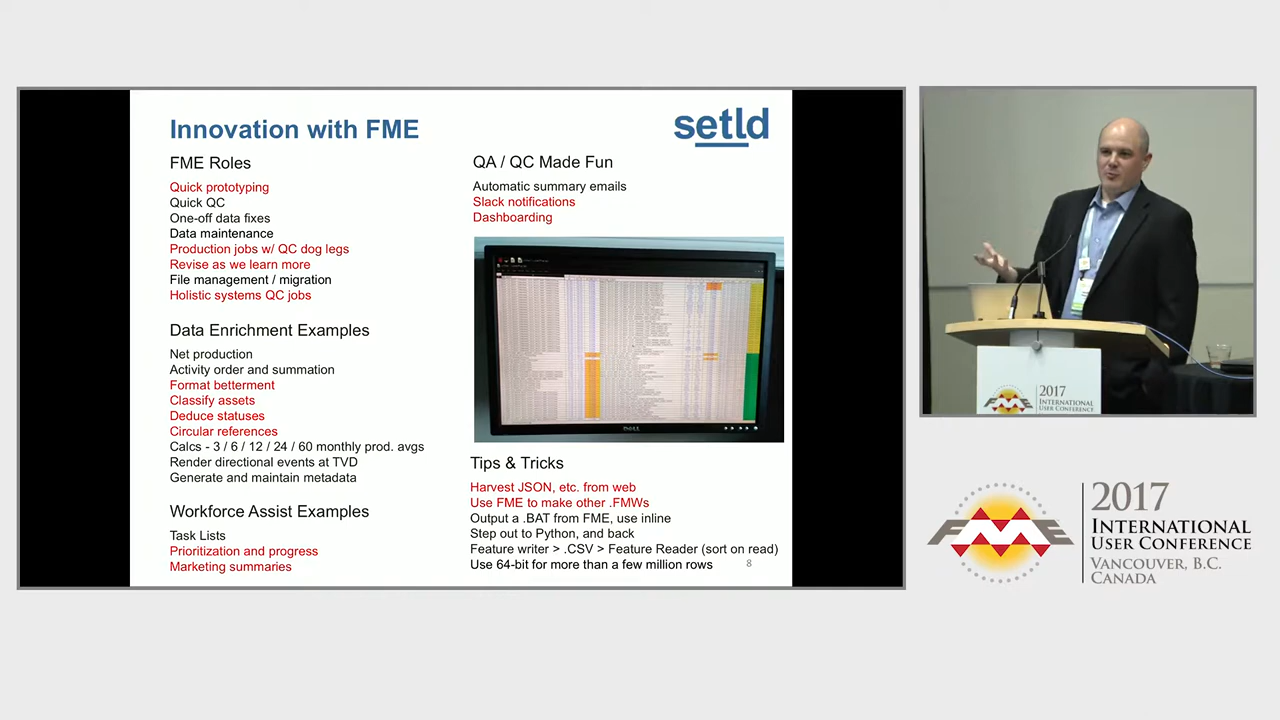 Innovation with FME
setld
FME Roles
Quick prototyping
Quick QC
One-off data fixes
Data maintenance
Production jobs w/ QC dog legs
Revise as we learn more
File management / migration
Holistic systems QC jobs
Data Enrichment Examples
Net production
Activity order and summation
Format betterment
Classify assets
Deduce statuses
Circular references
Calcs - 3 / 6 / 12 / 24 / 60 monthly prod. avgs
Render directional events at TVD
Generate and maintain metadata
Workforce Assist Examples
Task Lists
Prioritization and progress
Marketing summaries
QA / QC Made Fun
Automatic summary emails
Slack notifications
Dashboarding
DELL
Tips & Tricks
Harvest JSON, etc. from web
Use FME to make other .FMWs
Output a .BAT from FME, use inline
Step out to Python, and back
Feature writer > .CSV > Feature Reader (sort on read)
Use 64-bit for more than a few million rows
8
FME
2017
INTERNATIONAL
USER CONFERENCE
FME
2017
INTERNATIONAL
USER CONFERENCE
VANCOUVER, B.C.
CANADA